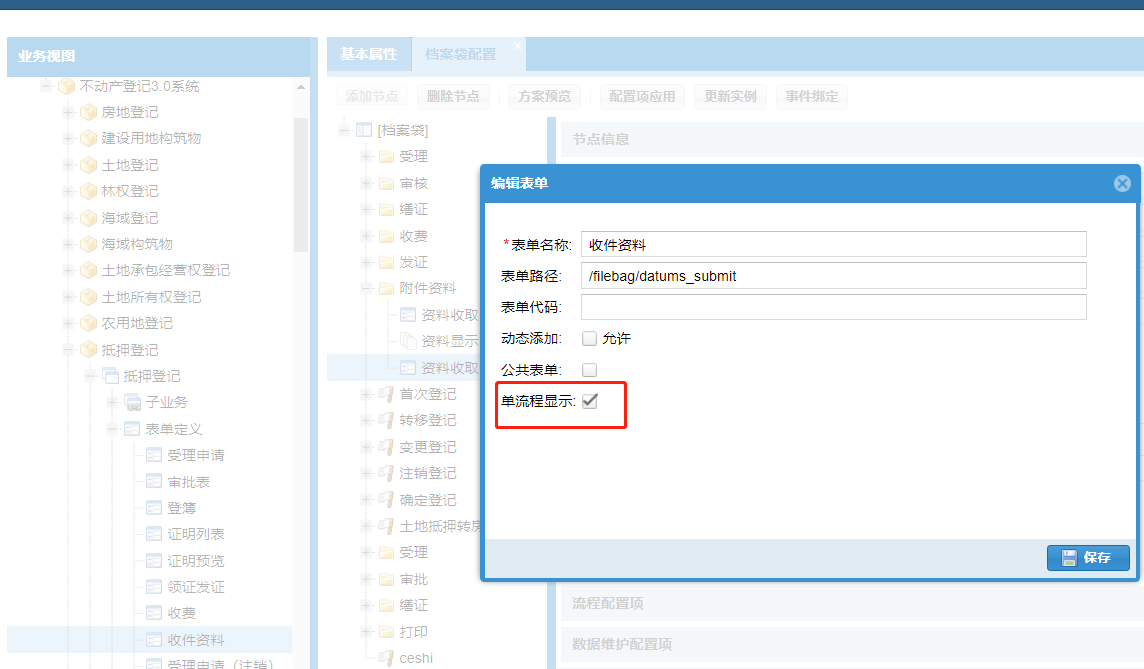 业务视图
不动产登记3.0系统
房地登记
建设用地构筑物
土地登记
林权登记
海域登记
海域构筑物
土地承包经营权登记
土地所有权登记
农用地登记
抵押登记
抵押登记
子业务
表单定义
受理申请
审批表
登簿
证明列表
证明预览
领证发证
收费
收件资料
受理申请（注销）
基本属性
档案袋配置
添加节点
删除节点
方案预览
配置项应用
更新实例
事件绑定
[档案袋]
受理
审核
缮证
收费
发证
附件资料
资料收取
资料显示
资料收取
首次登记
转移登记
变更登记
注销登记
确定登记
土地抵押转房
受理
审批
缮证
打印
ceshi
节点信息
编辑表单
*表单名称: 收件资料
表单路径: /filebag/datums_submit
表单代码:
动态添加: 允许
公共表单:
单流程显示:
保存
流程配置项
数据维护配置项